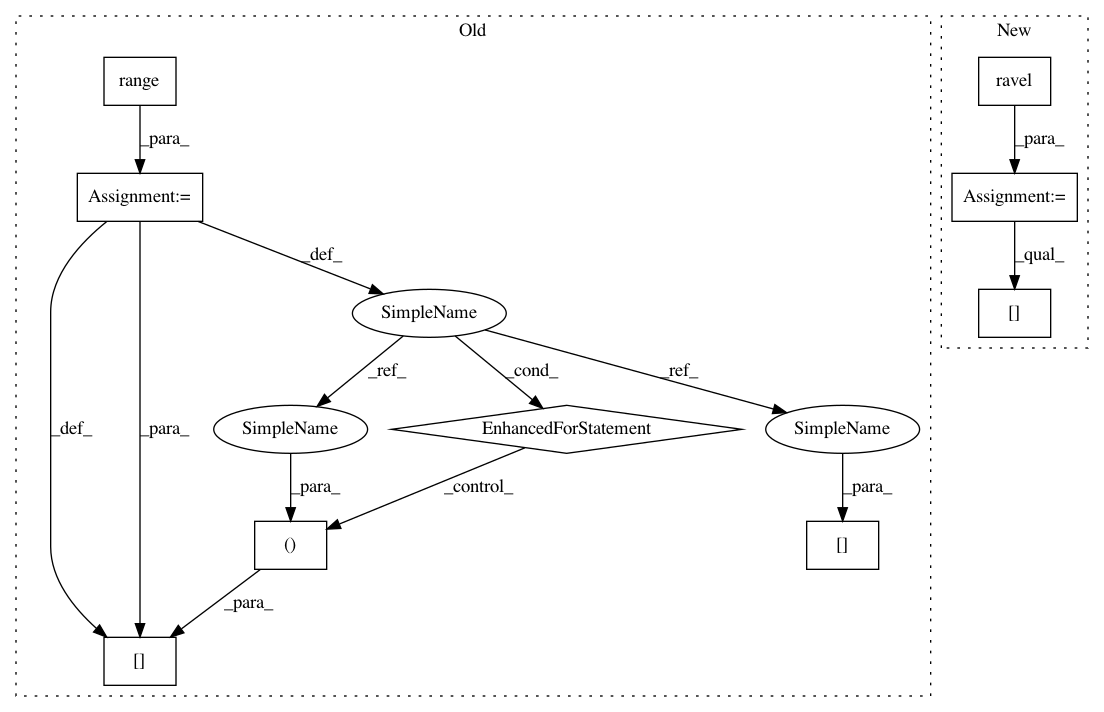 Old
New
range
ravel
_para_
_para_
Assignment:=
Assignment:=
_def_
_qual_
SimpleName
[]
_ref_
_cond_
_ref_
_def_
_para_
SimpleName
EnhancedForStatement
SimpleName
_para_
_control_
_para_
()
[]
_para_
[]